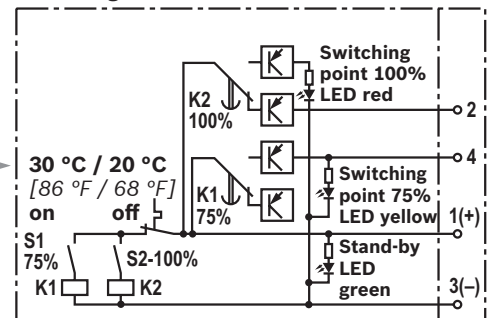 Switching
point 100%
LED red
K2
100%
2
4
30 °C / 20 °C
[86 °F / 68 °F]
on off
K1
75%
Switching
point 75%
LED yellow
1(+)
S1
75%
S2-100%
Stand-by
LED
green
K1 K2
3(–)